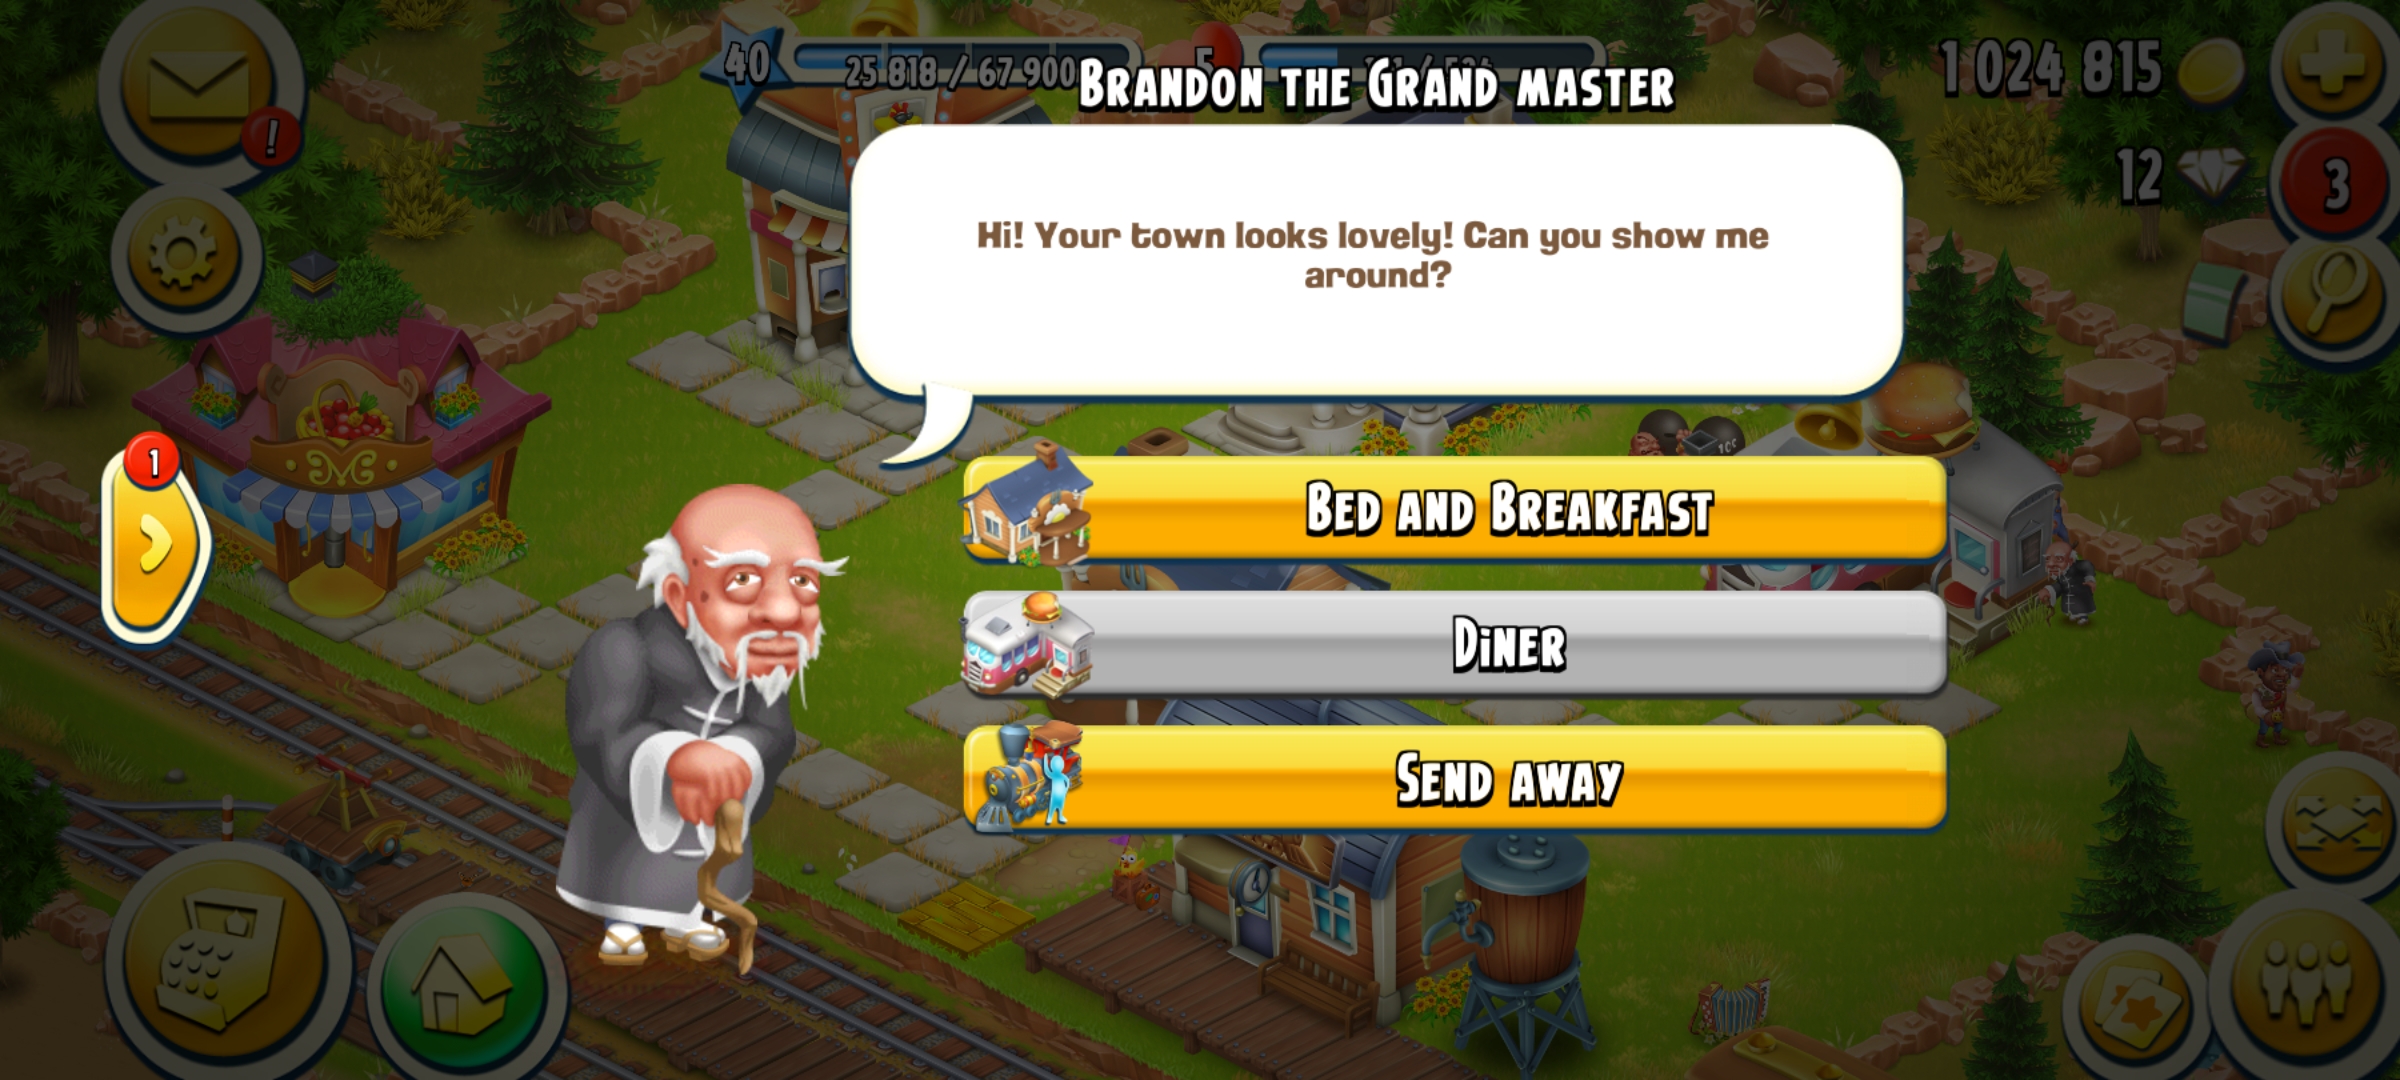 40
25 818 / 67 900
5
BRANDON THE GRAND MASTER
1 024 815
12
3
!
Hi! Your town looks lovely! Can you show me
around?
1
BED AND BREAKFAST
DINER
SEND AWAY